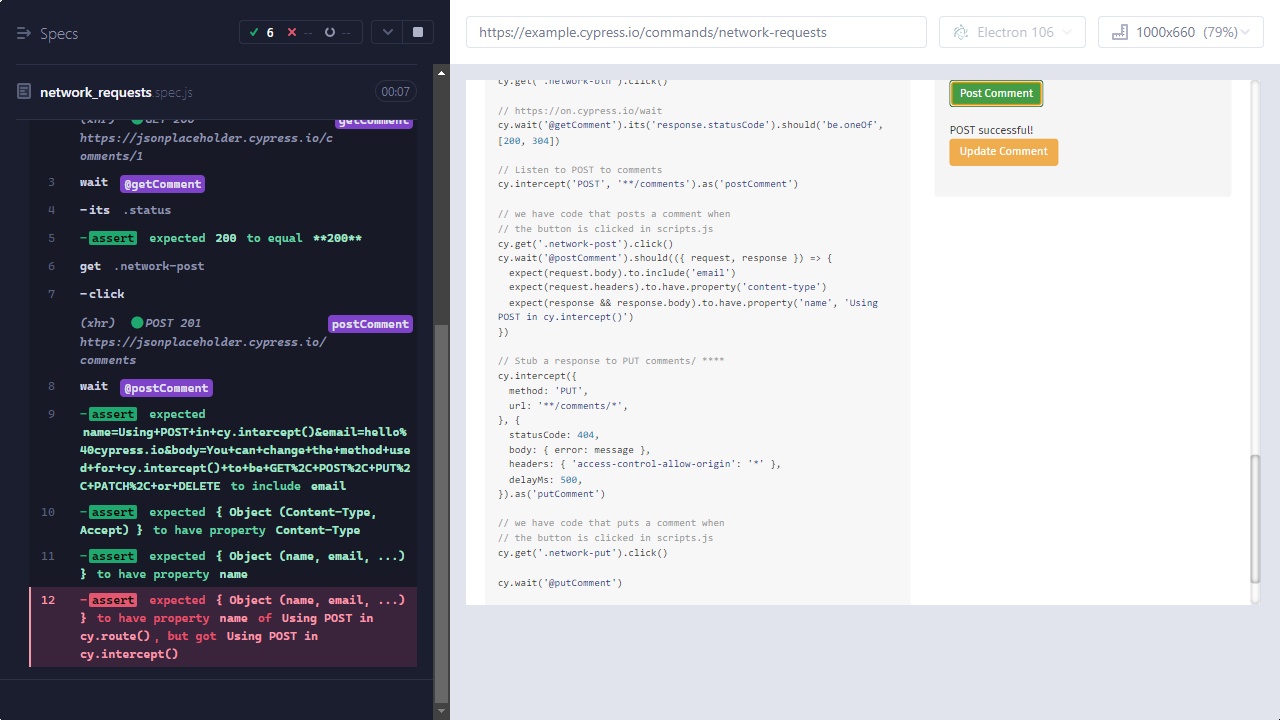 Specs
6
--
--
network_requests spec.js
00:07
(xhr) GET 200
getComment
https://jsonplaceholder.cypress.io/c
omments/1
3 wait @getComment
4 -its .status
5 -assert expected 200 to equal **200**
6 get .network-post
7 -click
(xhr) POST 201
postComment
https://jsonplaceholder.cypress.io/
comments
8 wait @postComment
9 -assert expected
name=Using+POST+in+cy.intercept()&email=hello%
40cypress.io&body=You+can+change+the+method+use
d+for+cy.intercept()+to+be+GET%2C+POST%2C+PUT%2
C+PATCH%2C+or+DELETE to include email
10 -assert expected { Object (Content-Type,
Accept) } to have property Content-Type
11 -assert expected { Object (name, email, ...)
} to have property name
12 -assert expected { Object (name, email, ...)
} to have property name of Using POST in
cy.route(), but got Using POST in
cy.intercept()
https://example.cypress.io/commands/network-requests
Electron 106
1000x660 (79%)
cy.get('.network-btn').click()
// https://on.cypress.io/wait
cy.wait('@getComment').its('response.statusCode').should('be.oneOf',
[200, 304])
// Listen to POST to comments
cy.intercept('POST', '**/comments').as('postComment')
// we have code that posts a comment when
// the button is clicked in scripts.js
cy.get('.network-post').click()
cy.wait('@postComment').should(({ request, response }) => {
expect(request.body).to.include('email')
expect(request.headers).to.have.property('content-type')
expect(response && response.body).to.have.property('name', 'Using
POST in cy.intercept()')
})
// Stub a response to PUT comments/ ****
cy.intercept({
method: 'PUT',
url: '**/comments/*',
}, {
statusCode: 404,
body: { error: message },
headers: { 'access-control-allow-origin': '*' },
delayMs: 500,
}).as('putComment')
// we have code that puts a comment when
// the button is clicked in scripts.js
cy.get('.network-put').click()
cy.wait('@putComment')
Post Comment
POST successful!
Update Comment